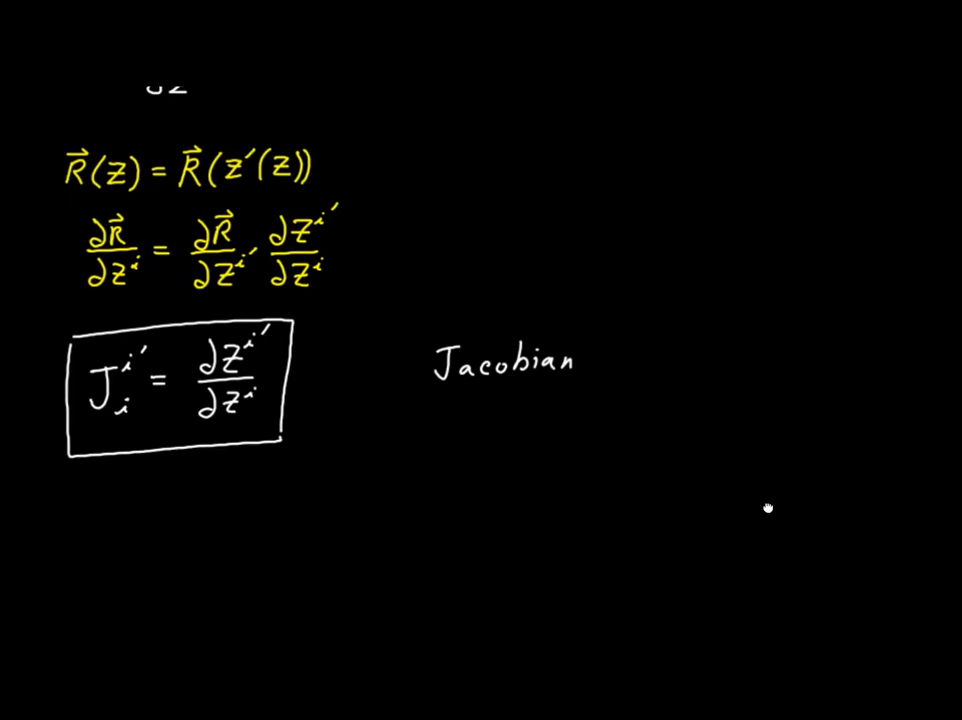 R⃗(Z) = R⃗(Z′(Z))
∂R⃗/∂Z^i = ∂R⃗/∂Z^i′ ∂Z^i′/∂Z^i
J^i′_i = ∂Z^i′/∂Z^i
Jacobian